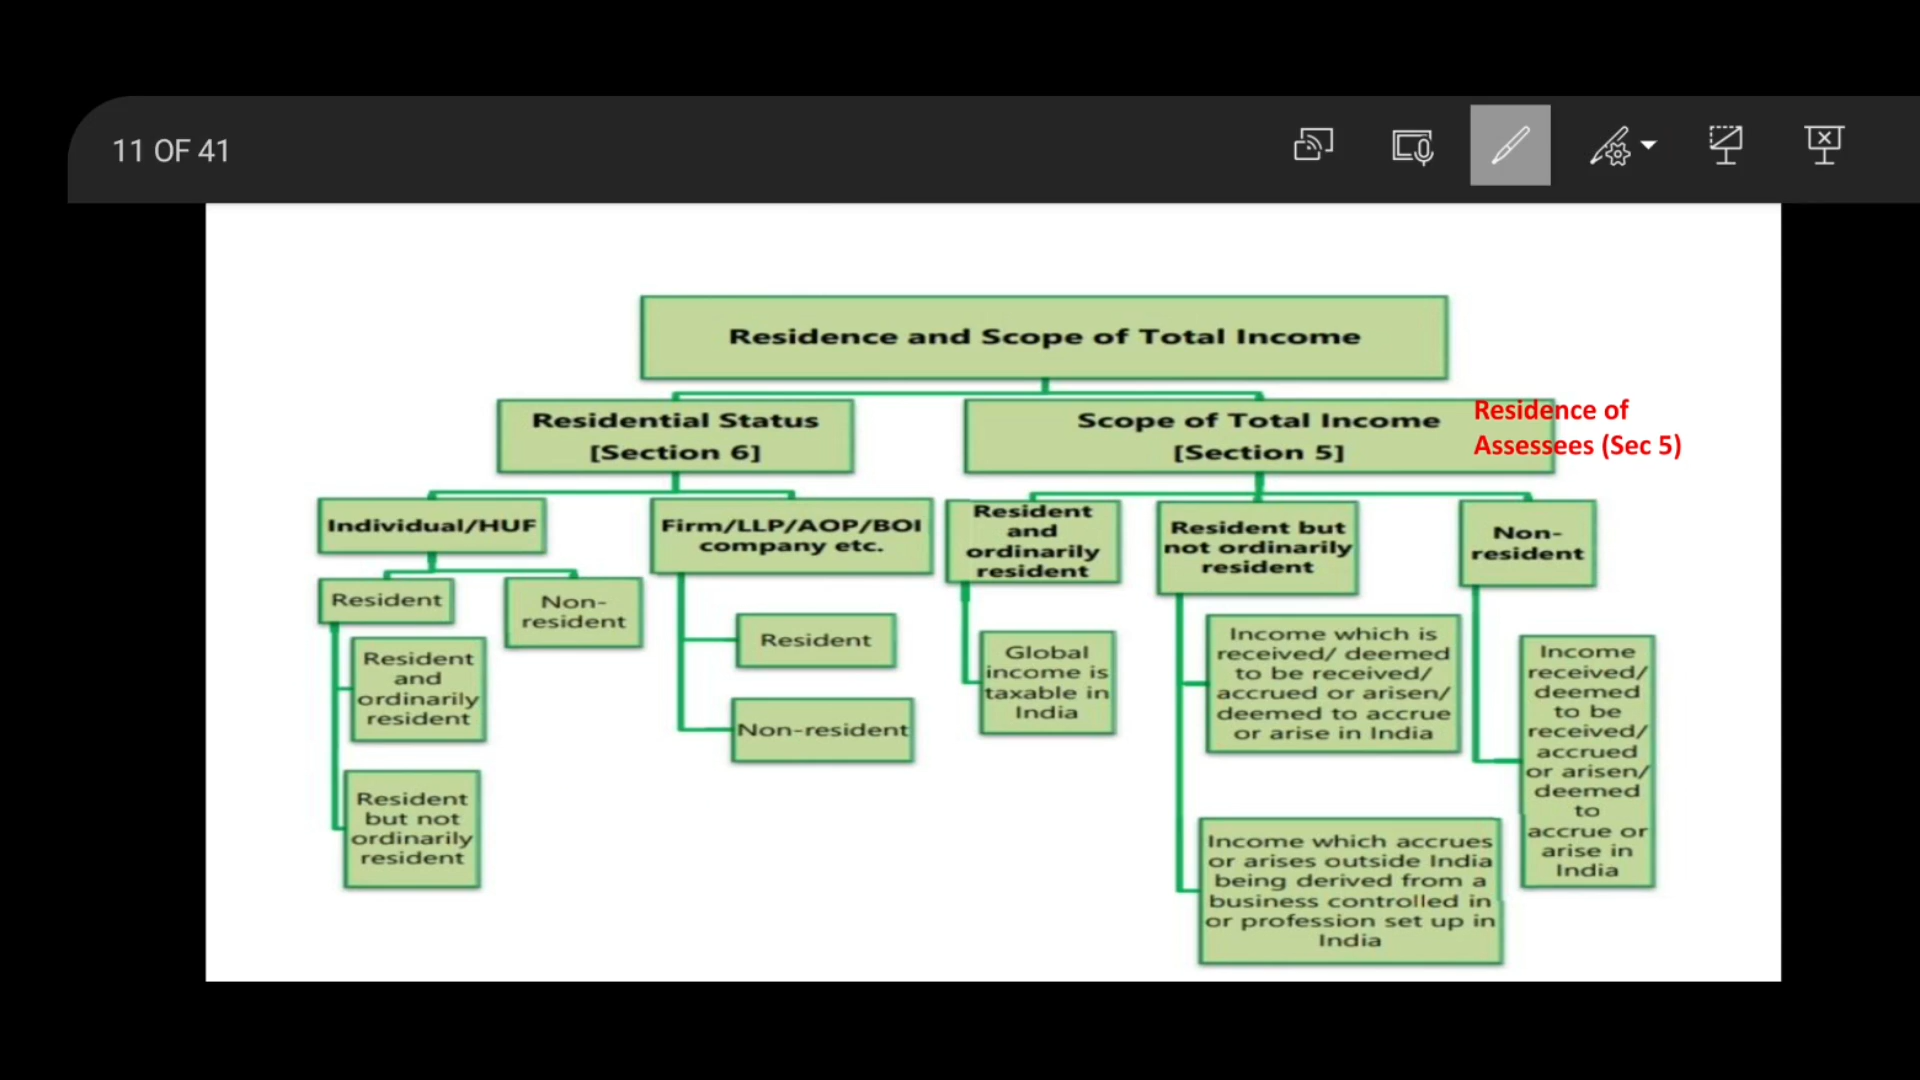 11 OF 41
Residence and Scope of Total Income
Residential Status
[Section 6]
Scope of Total Income
[Section 5]
Residence of
Assessees (Sec 5)
Individual/HUF
Firm/LLP/AOP/BOI
company etc.
Resident
and
ordinarily
resident
Resident but
not ordinarily
resident
Non-
resident
Resident
Non-
resident
Resident
and
ordinarily
resident
Resident
but not
ordinarily
resident
Resident
Non-resident
Global
income is
taxable in
India
Income which is
received/ deemed
to be received/
accrued or arisen/
deemed to accrue
or arise in India
Income which accrues
or arises outside India
being derived from a
business controlled in
or profession set up in
India
Income
received/
deemed
to be
received/
accrued
or arisen/
deemed
to
accrue or
arise in
India